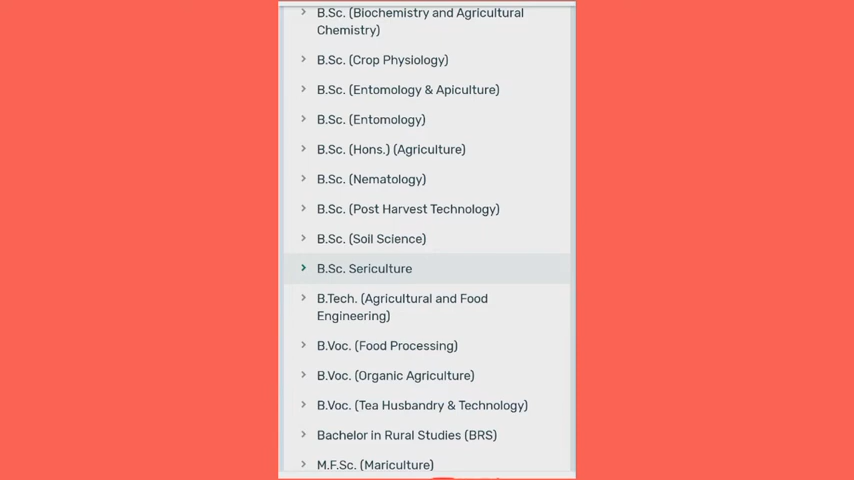 B.Sc. (Biochemistry and Agricultural
Chemistry)
B.Sc. (Crop Physiology)
B.Sc. (Entomology & Apiculture)
B.Sc. (Entomology)
B.Sc. (Hons.) (Agriculture)
B.Sc. (Nematology)
B.Sc. (Post Harvest Technology)
B.Sc. (Soil Science)
B.Sc. Sericulture
B.Tech. (Agricultural and Food
Engineering)
B.Voc. (Food Processing)
B.Voc. (Organic Agriculture)
B.Voc. (Tea Husbandry & Technology)
Bachelor in Rural Studies (BRS)
M.F.Sc. (Mariculture)